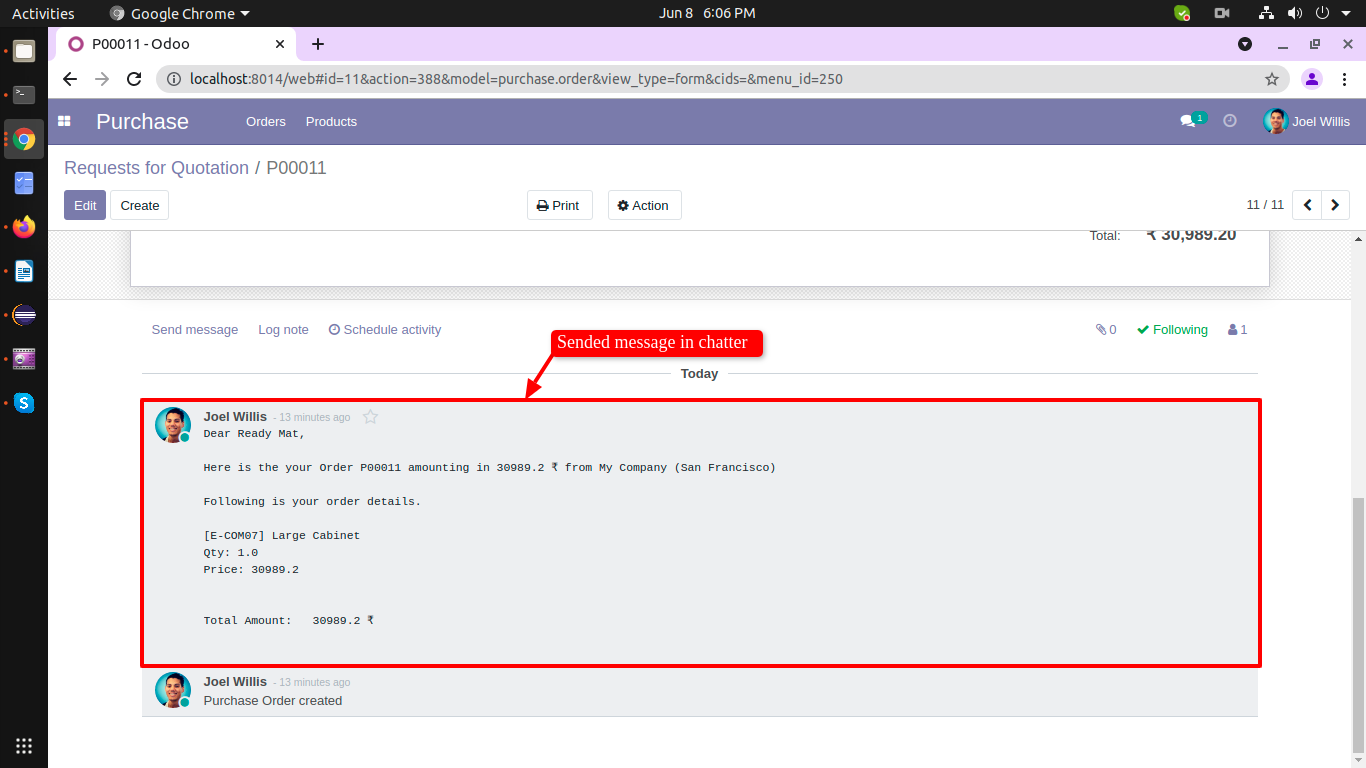 Activities
Google Chrome
Jun 8 6:06 PM
P00011 - Odoo
localhost:8014/web#id=11&action=388&model=purchase.order&view_type=form&cids=&menu_id=250
Purchase
Orders
Products
1
Joel Willis
Requests for Quotation / P00011
Edit
Create
Print
Action
11 / 11
Total: ₹ 30,989.20
Send message
Log note
Schedule activity
0
Following
1
Sended message in chatter
Today
Joel Willis - 13 minutes ago
Dear Ready Mat,
Here is the your Order P00011 amounting in 30989.2 ₹ from My Company (San Francisco)
Following is your order details.
[E-COM07] Large Cabinet
Qty: 1.0
Price: 30989.2
Total Amount: 30989.2 ₹
Joel Willis - 13 minutes ago
Purchase Order created